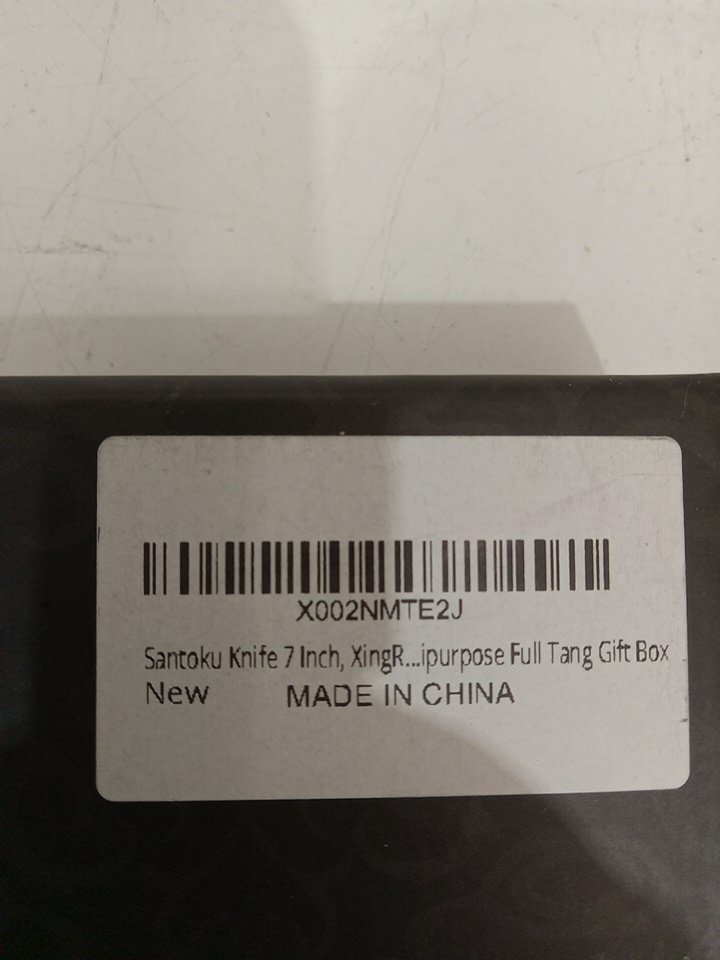 X002NMTE2J
Santoku Knife 7 Inch, XingR...ipurpose Full Tang Gift Box
New MADE IN CHINA